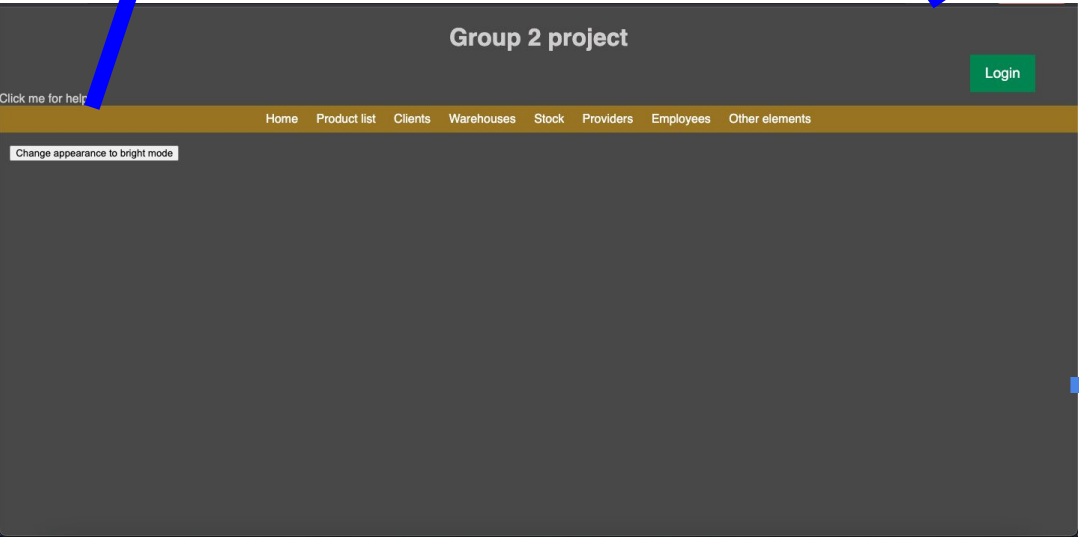 Group 2 project
Login
Click me for help
Home Product list Clients Warehouses Stock Providers Employees Other elements
Change appearance to bright mode